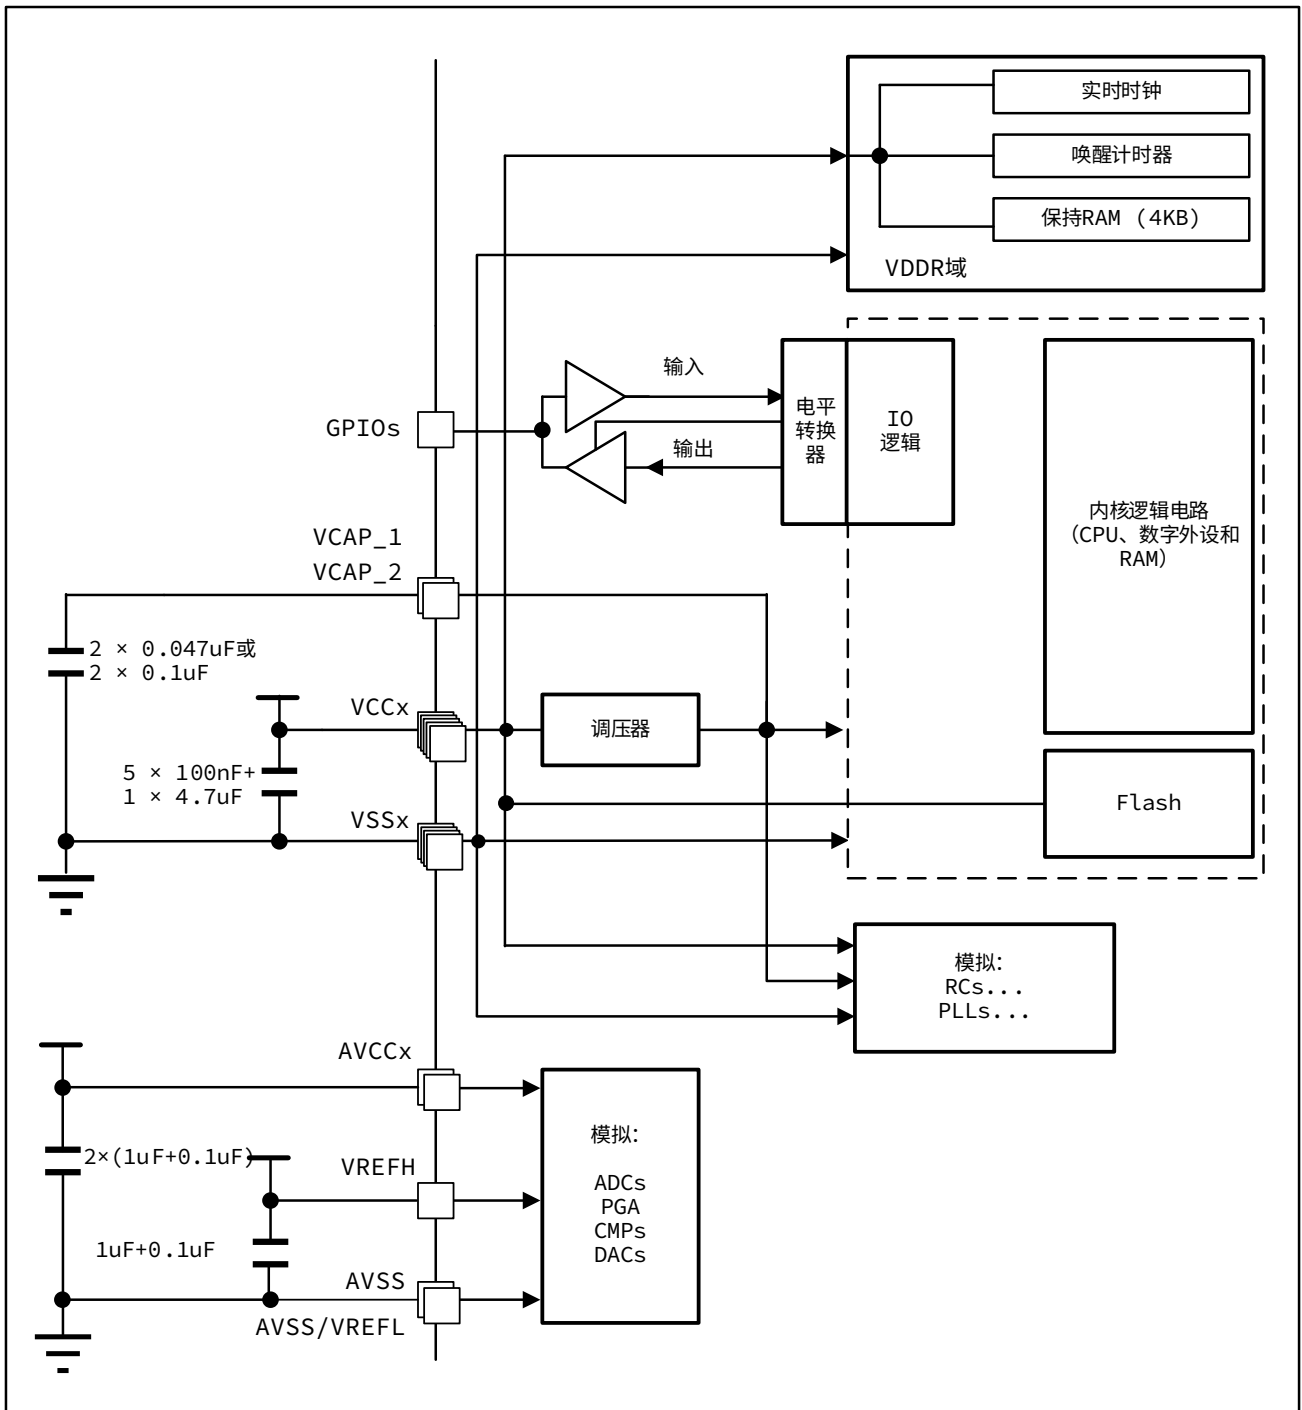 实时时钟
唤醒计时器
保持RAM （4KB）
VDDR域
输入
GPIOs
电平
转换
器
IO
逻辑
输出
内核逻辑电路
（CPU、数字外设和
RAM）
VCAP_1
VCAP_2
2 × 0.047uF或
2 × 0.1uF
VCCx
调压器
5 × 100nF+
1 × 4.7uF
VSSx
Flash
模拟：
RCs...
PLLs...
AVCCx
2×(1uF+0.1uF)
VREFH
模拟：
ADCs
PGA
CMPs
DACs
1uF+0.1uF
AVSS
AVSS/VREFL